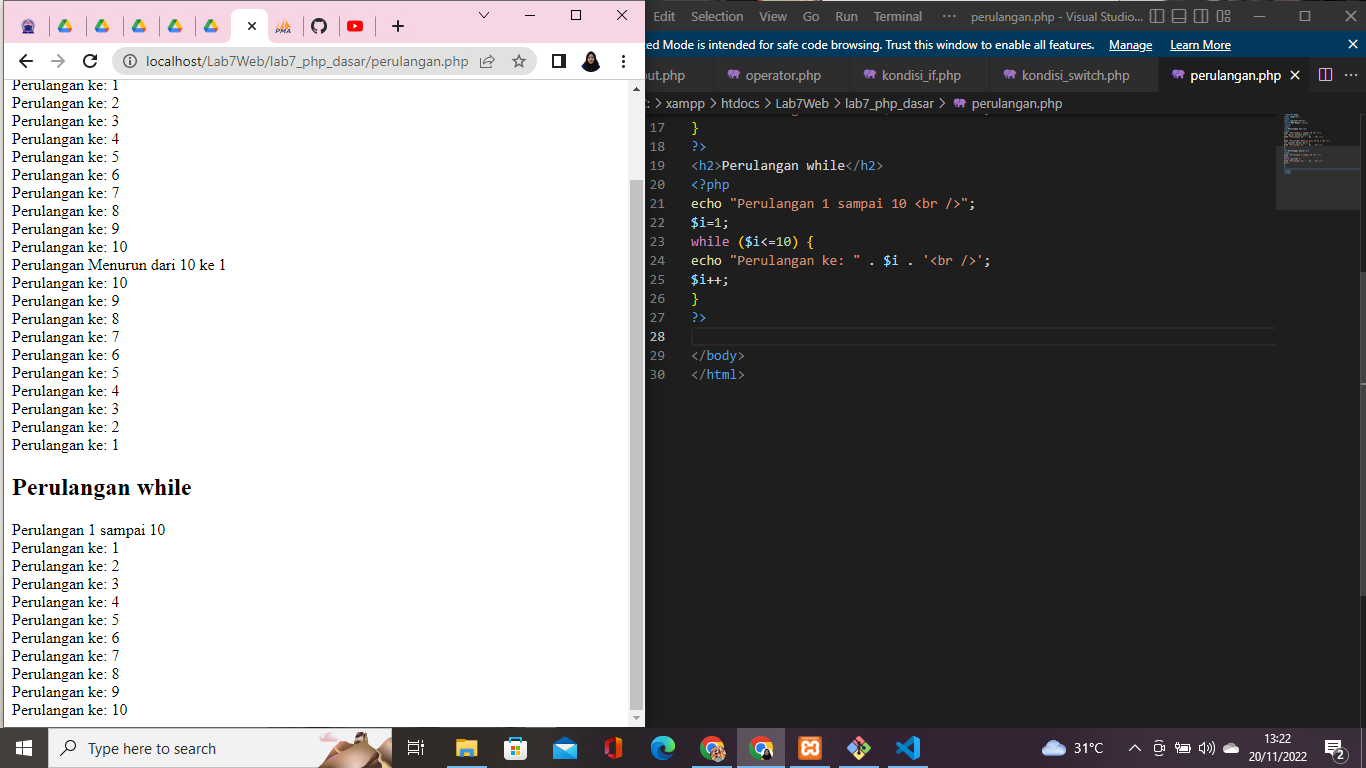 PMA
localhost/Lab7Web/lab7_php_dasar/perulangan.php
Perulangan ke: 1
Perulangan ke: 2
Perulangan ke: 3
Perulangan ke: 4
Perulangan ke: 5
Perulangan ke: 6
Perulangan ke: 7
Perulangan ke: 8
Perulangan ke: 9
Perulangan ke: 10
Perulangan Menurun dari 10 ke 1
Perulangan ke: 10
Perulangan ke: 9
Perulangan ke: 8
Perulangan ke: 7
Perulangan ke: 6
Perulangan ke: 5
Perulangan ke: 4
Perulangan ke: 3
Perulangan ke: 2
Perulangan ke: 1
Perulangan while
Perulangan 1 sampai 10
Perulangan ke: 1
Perulangan ke: 2
Perulangan ke: 3
Perulangan ke: 4
Perulangan ke: 5
Perulangan ke: 6
Perulangan ke: 7
Perulangan ke: 8
Perulangan ke: 9
Perulangan ke: 10
Edit Selection View Go Run Terminal ··· perulangan.php - Visual Studio...
ed Mode is intended for safe code browsing. Trust this window to enable all features. Manage Learn More
out.php operator.php kondisi_if.php kondisi_switch.php perulangan.php
xampp > htdocs > Lab7Web > lab7_php_dasar > perulangan.php
17 }
18 ?>
19 <h2>Perulangan while</h2>
20 <?php
21 echo "Perulangan 1 sampai 10 <br />";
22 $i=1;
23 while ($i<=10) {
24 echo "Perulangan ke: " . $i . '<br />';
25 $i++;
26 }
27 ?>
28
29 </body>
30 </html>
Type here to search
31°C
13:22
20/11/2022
2